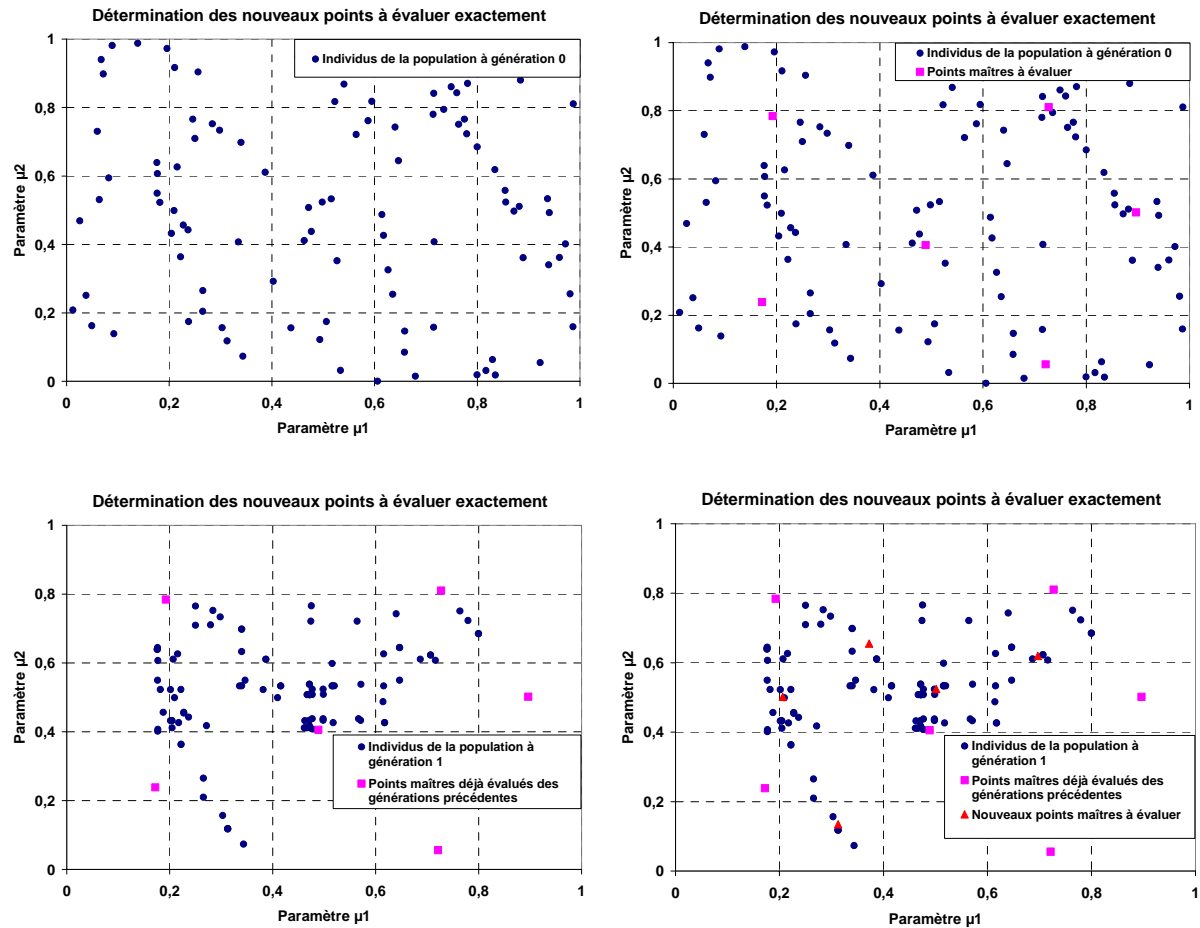 Détermination des nouveaux points à évaluer exactement
1
0,8
0,6
0,4
0,2
0
0
0,2
0,4
0,6
0,8
1
Paramètre µ2
Paramètre µ1
Individus de la population à génération 0
Détermination des nouveaux points à évaluer exactement
1
0,8
0,6
0,4
0,2
0
0
0,2
0,4
0,6
0,8
1
Paramètre µ2
Paramètre µ1
Individus de la population à génération 0
Points maîtres à évaluer
Détermination des nouveaux points à évaluer exactement
1
0,8
0,6
0,4
0,2
0
0
0,2
0,4
0,6
0,8
1
Paramètre µ2
Paramètre µ1
Individus de la population à
génération 1
Points maîtres déjà évalués des
générations précédentes
Détermination des nouveaux points à évaluer exactement
1
0,8
0,6
0,4
0,2
0
0
0,2
0,4
0,6
0,8
1
Paramètre µ2
Paramètre µ1
Individus de la population à
génération 1
Points maîtres déjà évalués des
générations précédentes
Nouveaux points maîtres à évaluer